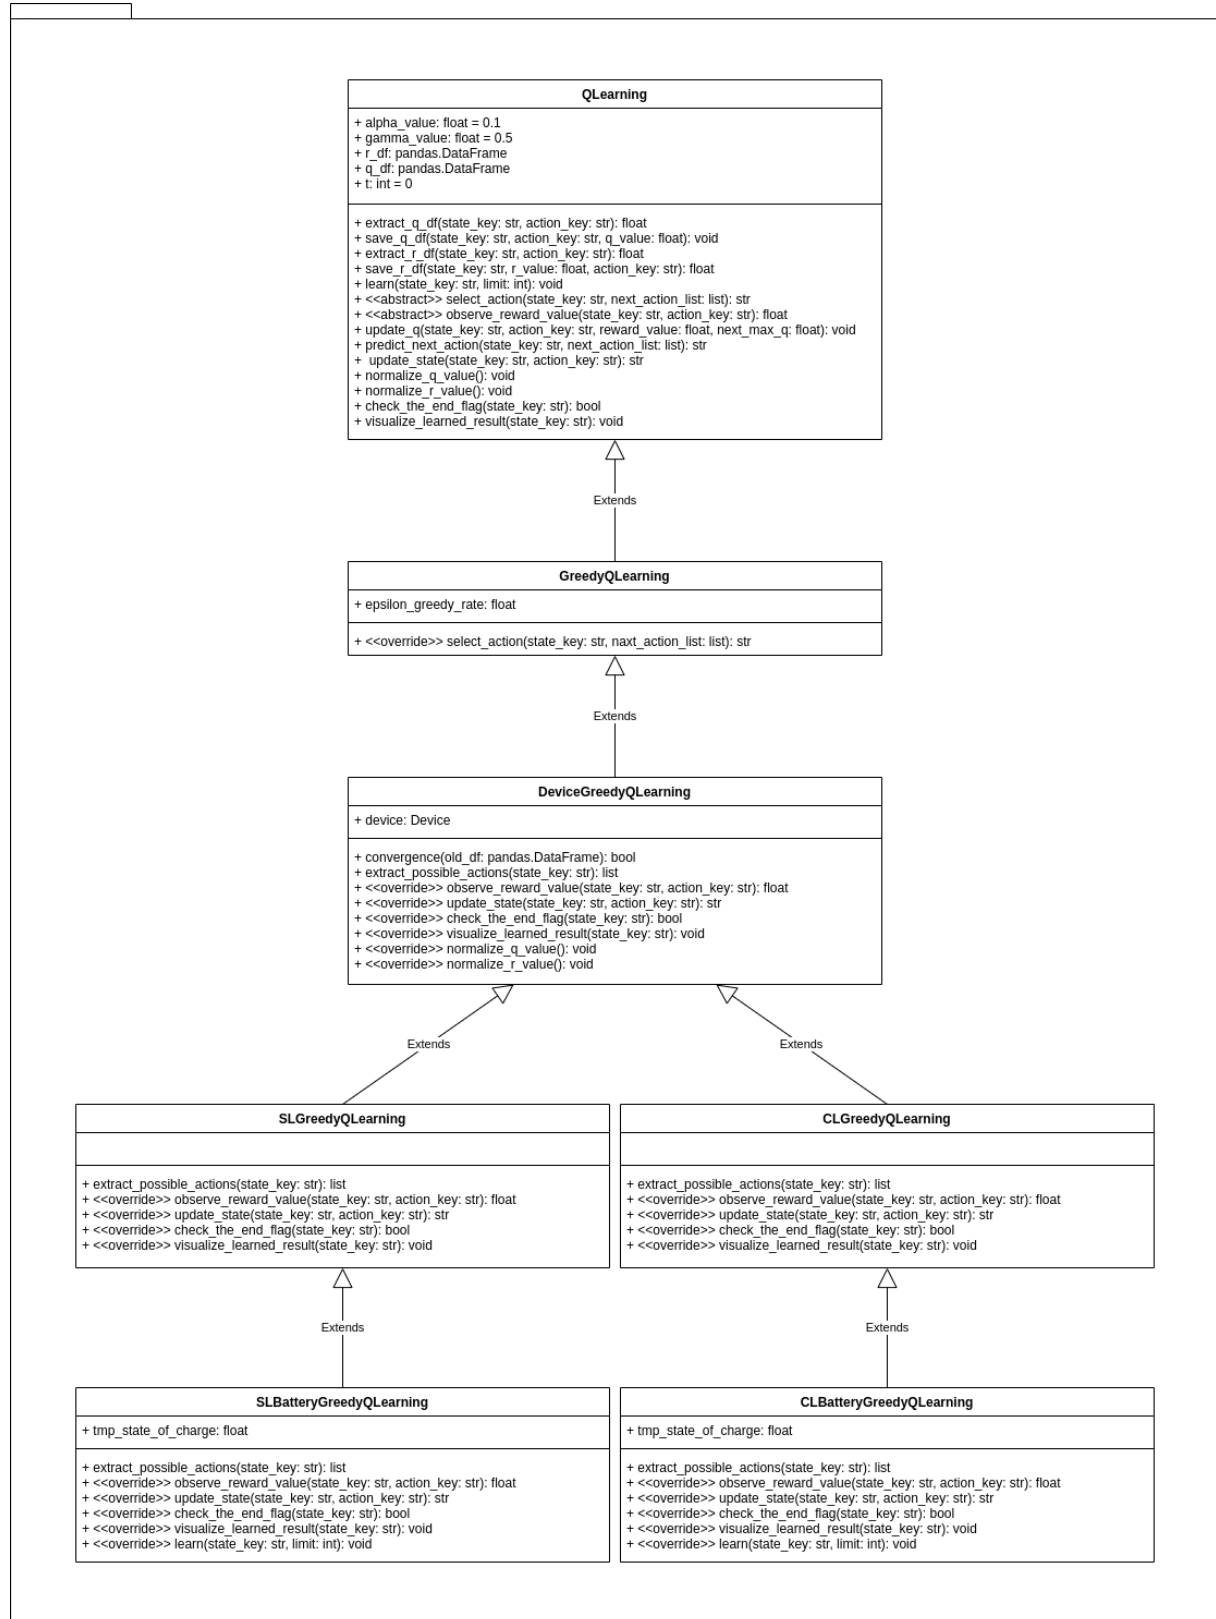 QLearning
+ alpha_value: float = 0.1
+ gamma_value: float = 0.5
+ r_df: pandas.DataFrame
+ q_df: pandas.DataFrame
+ t: int = 0
+ extract_q_df(state_key: str, action_key: str): float
+ save_q_df(state_key: str, action_key: str, q_value: float): void
+ extract_r_df(state_key: str, action_key: str): float
+ save_r_df(state_key: str, r_value: float, action_key: str): float
+ learn(state_key: str, limit: int): void
+ <<abstract>> select_action(state_key: str, next_action_list: list): str
+ <<abstract>> observe_reward_value(state_key: str, action_key: str): float
+ update_q(state_key: str, action_key: str, reward_value: float, next_max_q: float): void
+ predict_next_action(state_key: str, next_action_list: list): str
+  update_state(state_key: str, action_key: str): str
+ normalize_q_value(): void
+ normalize_r_value(): void
+ check_the_end_flag(state_key: str): bool
+ visualize_learned_result(state_key: str): void
Extends
GreedyQLearning
+ epsilon_greedy_rate: float
+ <<override>> select_action(state_key: str, naxt_action_list: list): str
Extends
DeviceGreedyQLearning
+ device: Device
+ convergence(old_df: pandas.DataFrame): bool
+ extract_possible_actions(state_key: str): list
+ <<override>> observe_reward_value(state_key: str, action_key: str): float
+ <<override>> update_state(state_key: str, action_key: str): str
+ <<override>> check_the_end_flag(state_key: str): bool
+ <<override>> visualize_learned_result(state_key: str): void
+ <<override>> normalize_q_value(): void
+ <<override>> normalize_r_value(): void
Extends
Extends
SLGreedyQLearning
+ extract_possible_actions(state_key: str): list
+ <<override>> observe_reward_value(state_key: str, action_key: str): float
+ <<override>> update_state(state_key: str, action_key: str): str
+ <<override>> check_the_end_flag(state_key: str): bool
+ <<override>> visualize_learned_result(state_key: str): void
CLGreedyQLearning
+ extract_possible_actions(state_key: str): list
+ <<override>> observe_reward_value(state_key: str, action_key: str): float
+ <<override>> update_state(state_key: str, action_key: str): str
+ <<override>> check_the_end_flag(state_key: str): bool
+ <<override>> visualize_learned_result(state_key: str): void
Extends
Extends
SLBatteryGreedyQLearning
+ tmp_state_of_charge: float
+ extract_possible_actions(state_key: str): list
+ <<override>> observe_reward_value(state_key: str, action_key: str): float
+ <<override>> update_state(state_key: str, action_key: str): str
+ <<override>> check_the_end_flag(state_key: str): bool
+ <<override>> visualize_learned_result(state_key: str): void
+ <<override>> learn(state_key: str, limit: int): void
CLBatteryGreedyQLearning
+ tmp_state_of_charge: float
+ extract_possible_actions(state_key: str): list
+ <<override>> observe_reward_value(state_key: str, action_key: str): float
+ <<override>> update_state(state_key: str, action_key: str): str
+ <<override>> check_the_end_flag(state_key: str): bool
+ <<override>> visualize_learned_result(state_key: str): void
+ <<override>> learn(state_key: str, limit: int): void